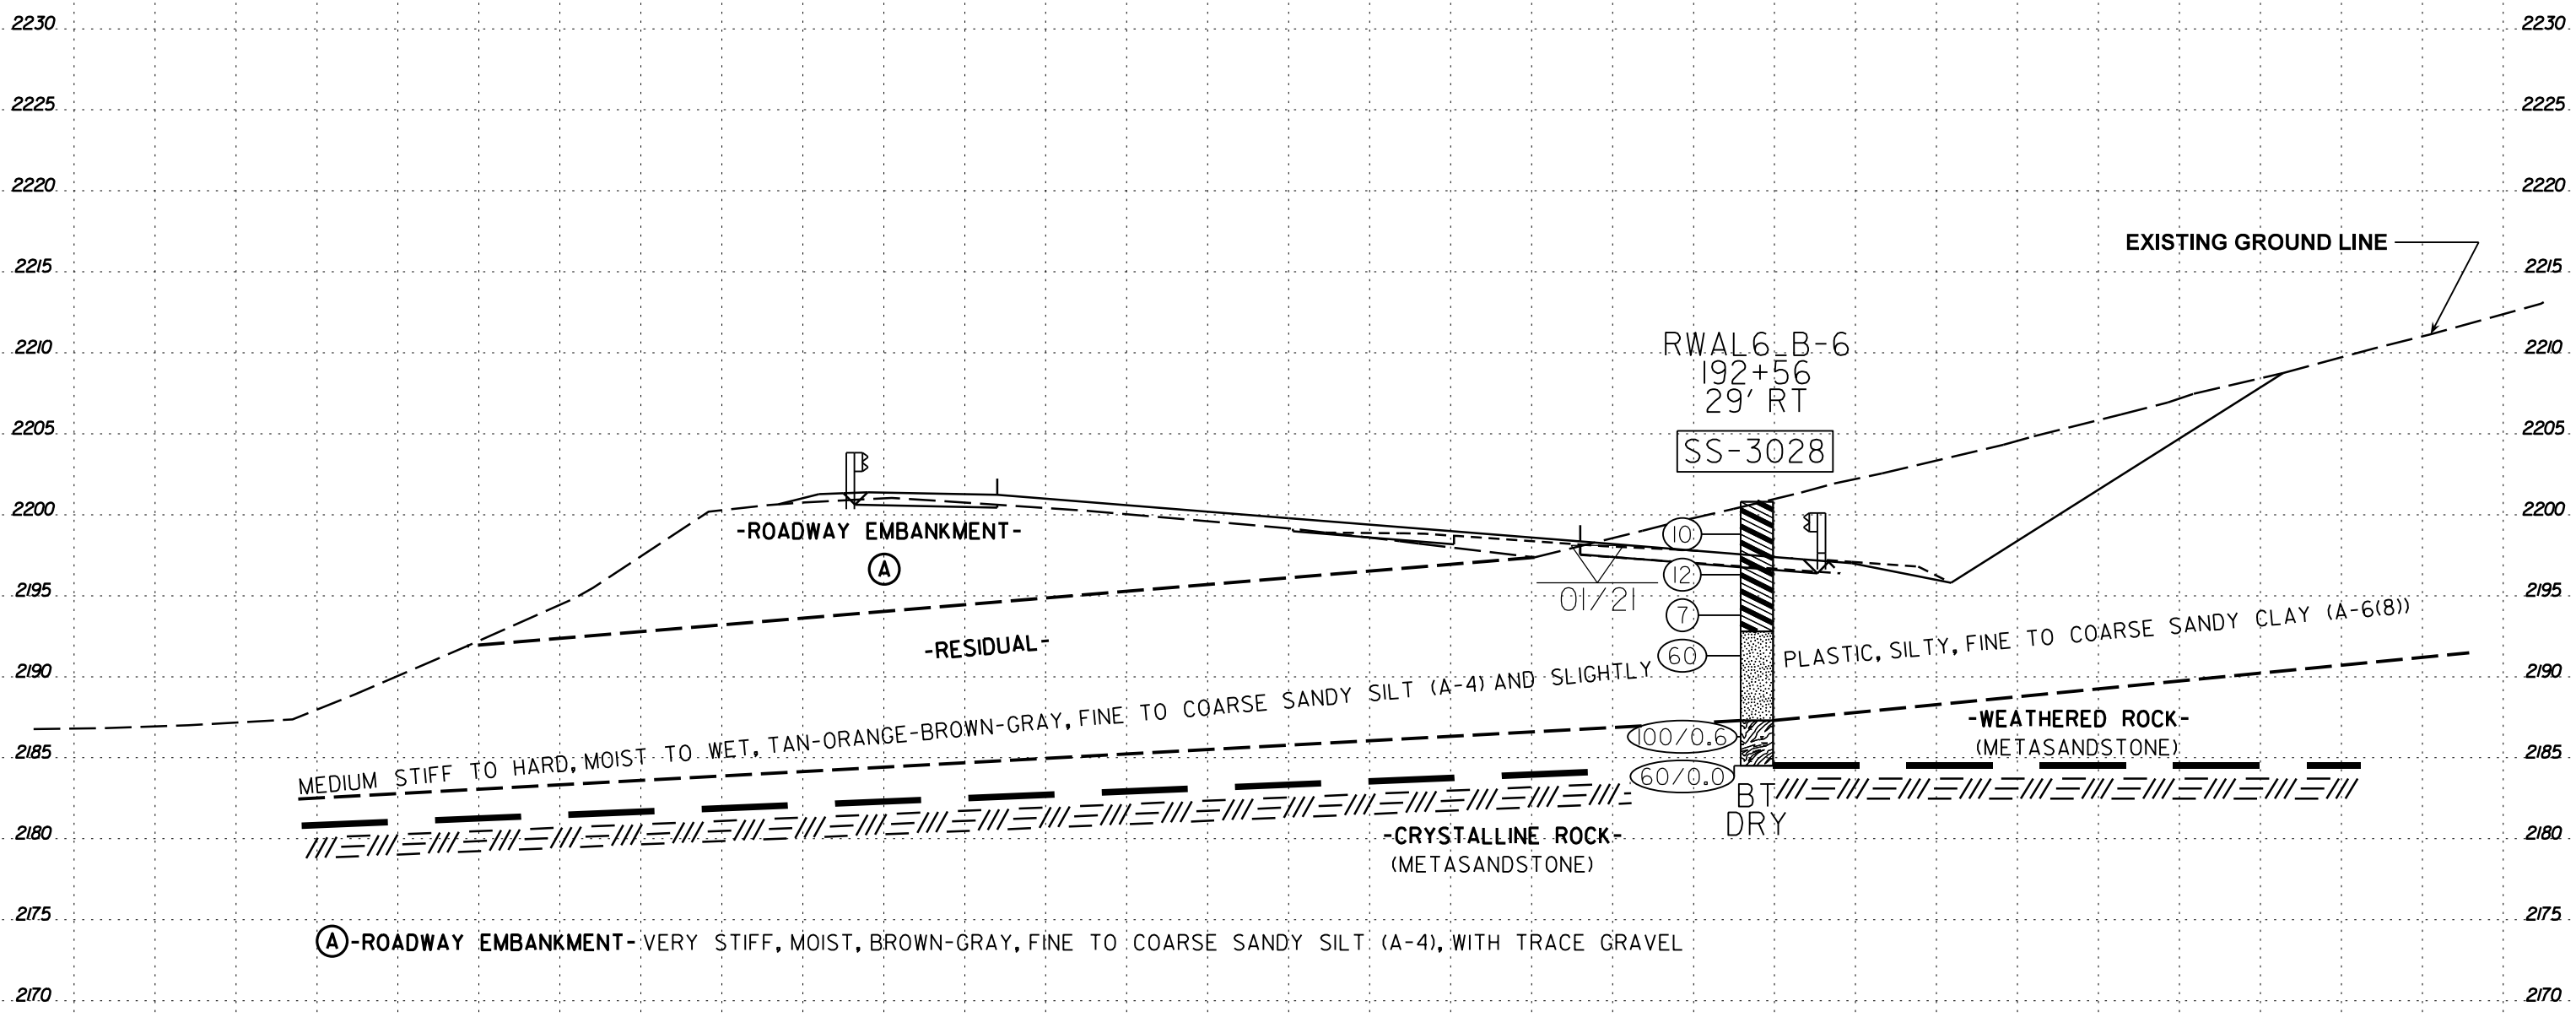 2230 2230
2225 2225
2220 2220
EXISTING GROUND LINE
2215 2215
RWAL6_B-6
2210 2210
192+56
29' RT
2205 2205
SS-3028
2200 2200
-ROADWAY EMBANKMENT-
10
A
12
2195 2195
01/21
7
-RESIDUAL-
60
2190 2190
MEDIUM STIFF TO HARD, MOIST TO WET, TAN-ORANGE-BROWN-GRAY, FINE TO COARSE SANDY SILT (A-4) AND SLIGHTLY PLASTIC, SILTY, FINE TO COARSE SANDY CLAY (A-6(8))
-WEATHERED ROCK-
(METASANDSTONE)
100/0.6
2185 2185
60/0.0
BT
DRY
2180 2180
-CRYSTALLINE ROCK-
(METASANDSTONE)
2175 2175
A -ROADWAY EMBANKMENT- VERY STIFF, MOIST, BROWN-GRAY, FINE TO COARSE SANDY SILT (A-4), WITH TRACE GRAVEL
2170 2170